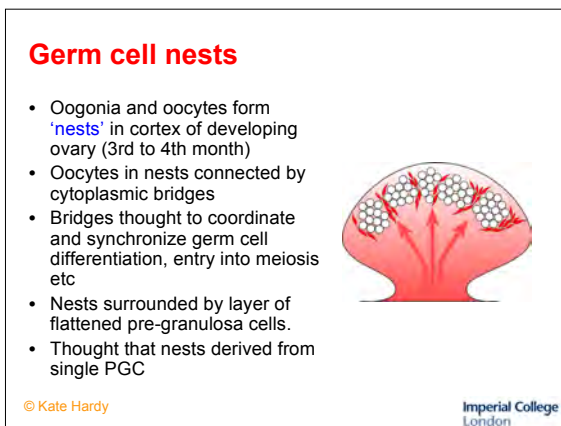 Germ cell nests
• Oogonia and oocytes form
'nests' in cortex of developing
ovary (3rd to 4th month)
• Oocytes in nests connected by
cytoplasmic bridges
• Bridges thought to coordinate
and synchronize germ cell
differentiation, entry into meiosis
etc
• Nests surrounded by layer of
flattened pre-granulosa cells.
• Thought that nests derived from
single PGC
© Kate Hardy
Imperial College
London